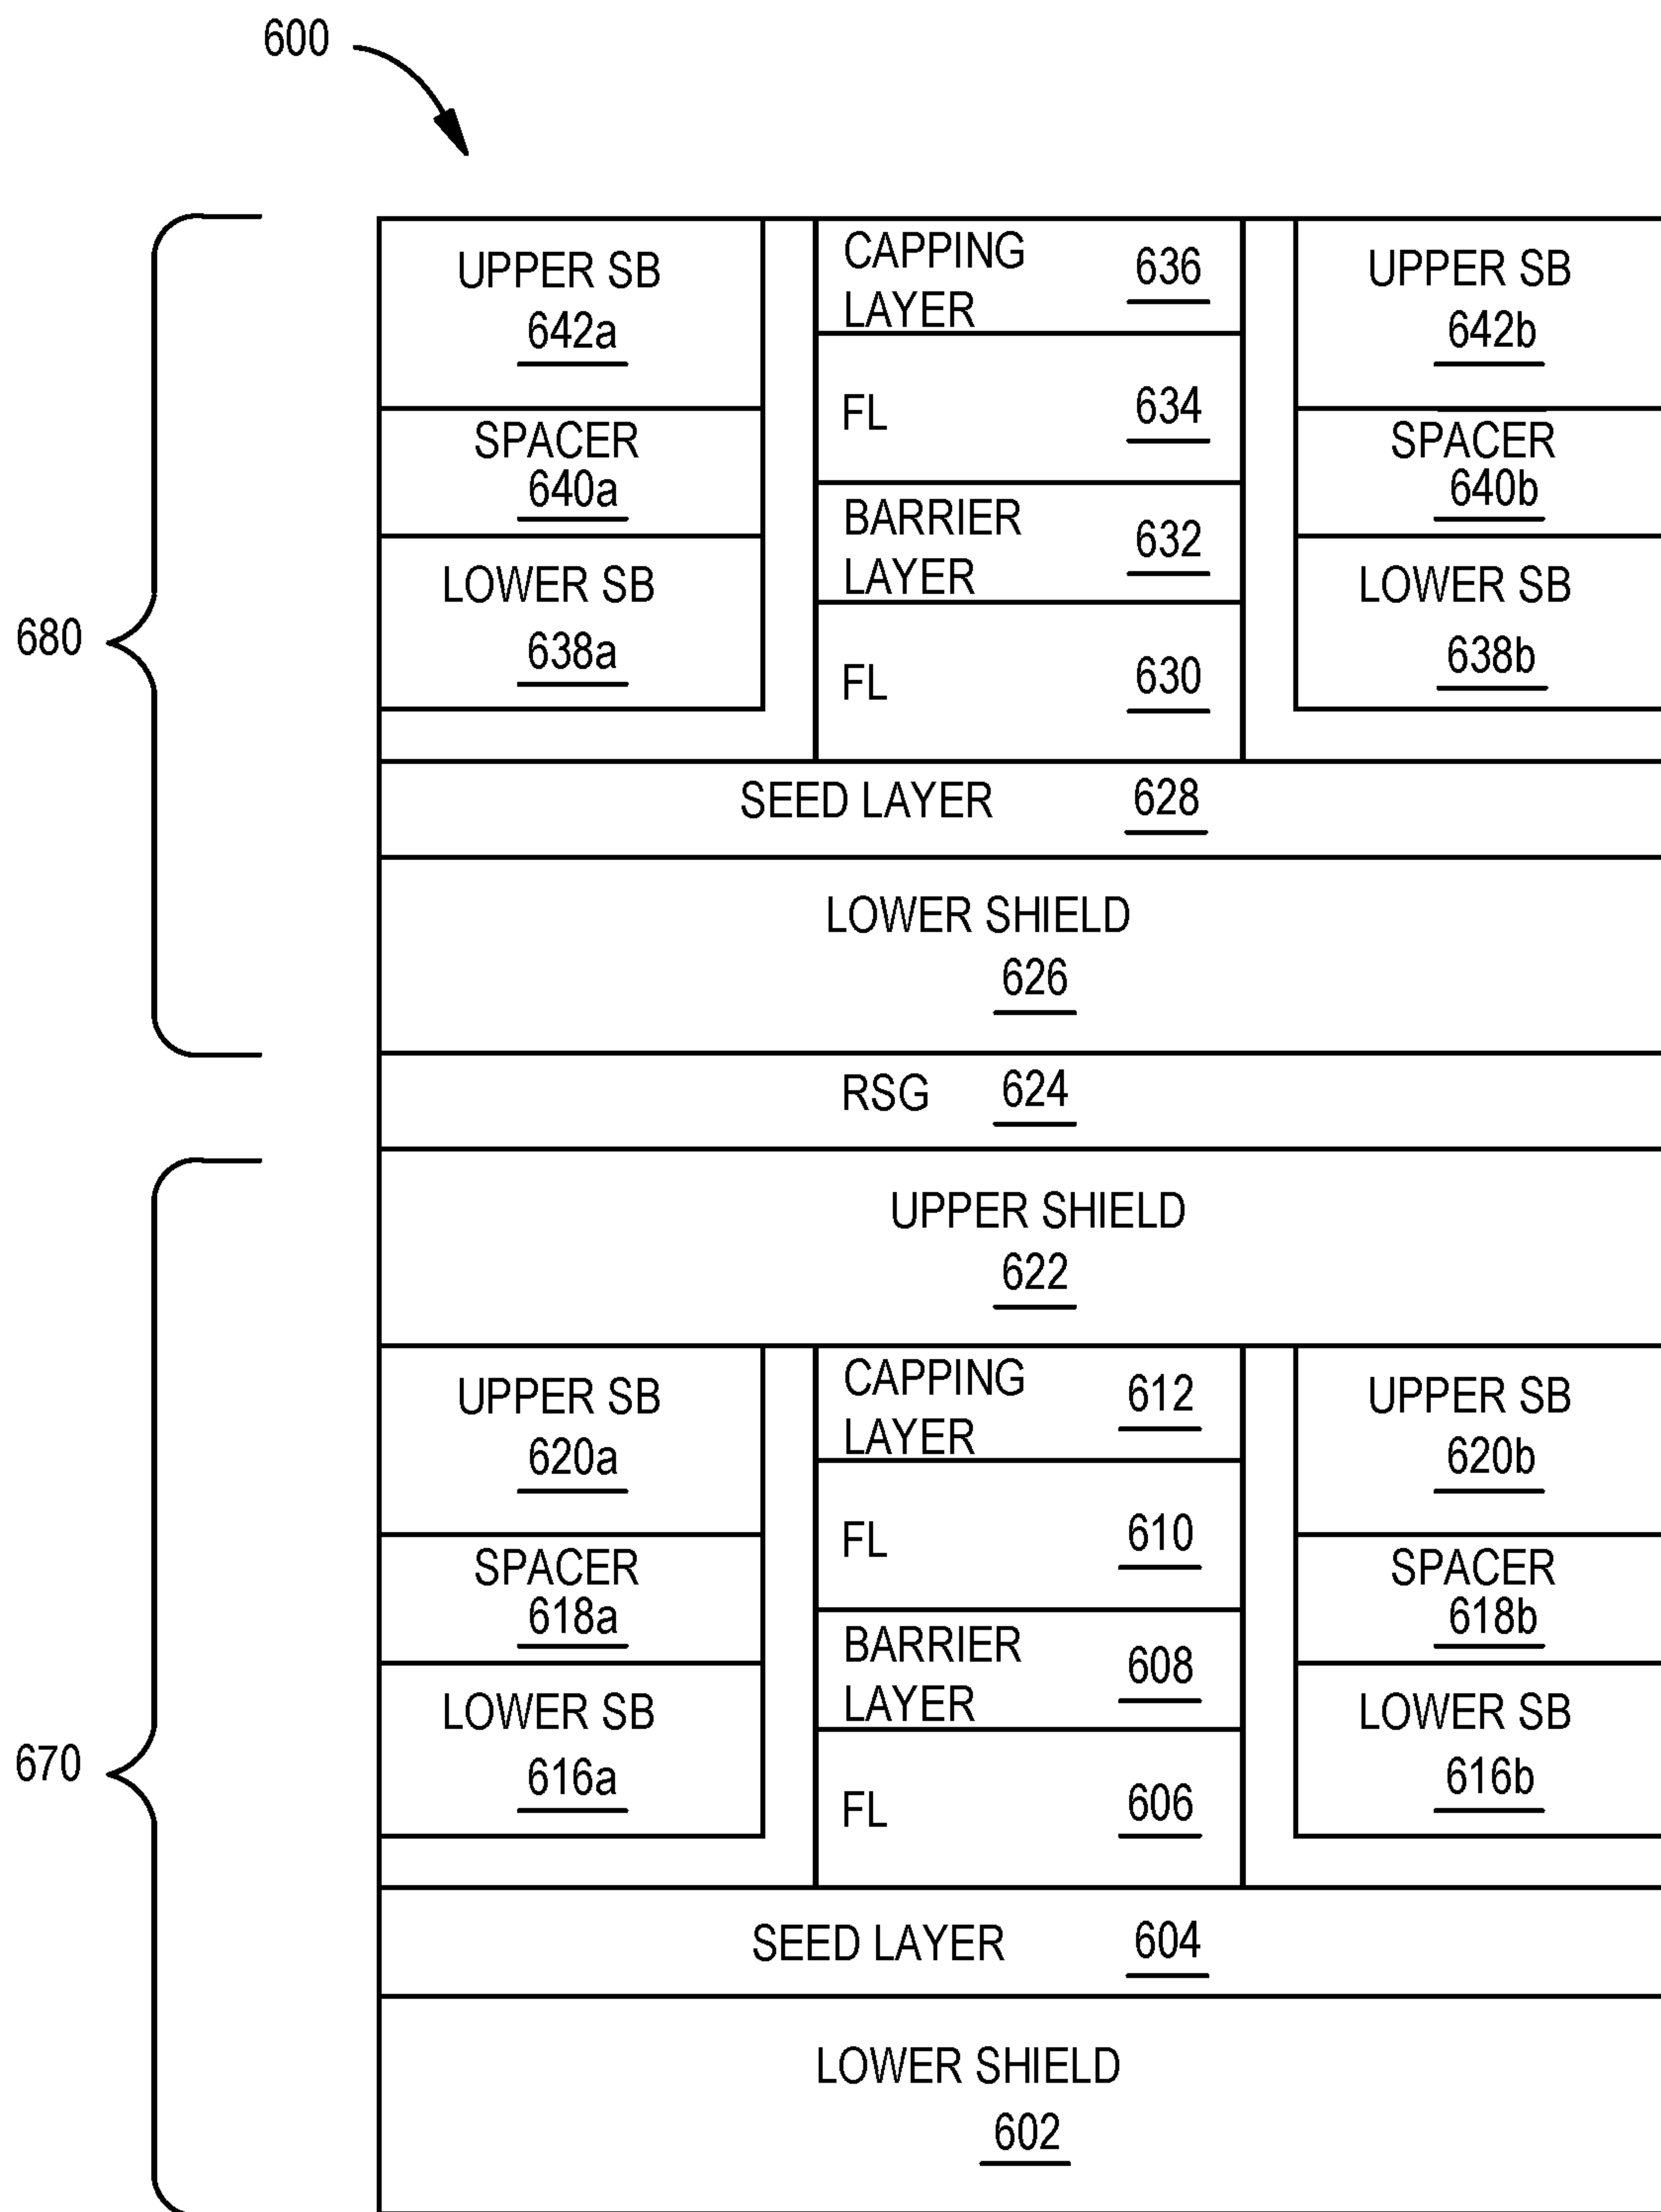 600
UPPER SB
642a
CAPPING
LAYER
636
UPPER SB
642b
FL
634
SPACER
640a
SPACER
640b
BARRIER
LAYER
632
LOWER SB
638a
LOWER SB
638b
680
FL
630
SEED LAYER
628
LOWER SHIELD
626
RSG
624
UPPER SHIELD
622
UPPER SB
620a
CAPPING
LAYER
612
UPPER SB
620b
FL
610
SPACER
618a
SPACER
618b
BARRIER
LAYER
608
LOWER SB
616a
LOWER SB
616b
670
FL
606
SEED LAYER
604
LOWER SHIELD
602